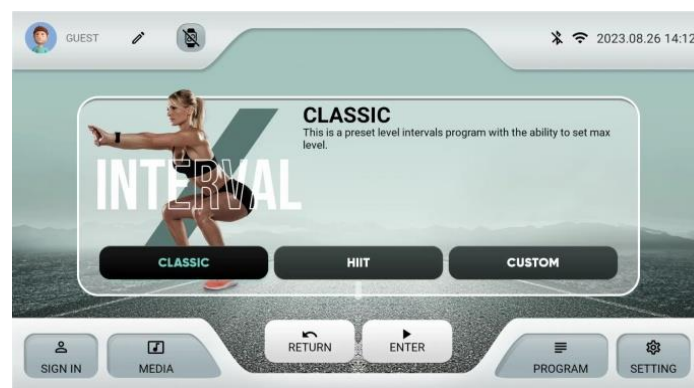 GUEST
2023.08.26 14:12
CLASSIC
This is a preset level intervals program with the ability to set max
level.
INTERVAL
CLASSIC
HIIT
CUSTOM
RETURN
ENTER
SIGN IN
MEDIA
PROGRAM
SETTING